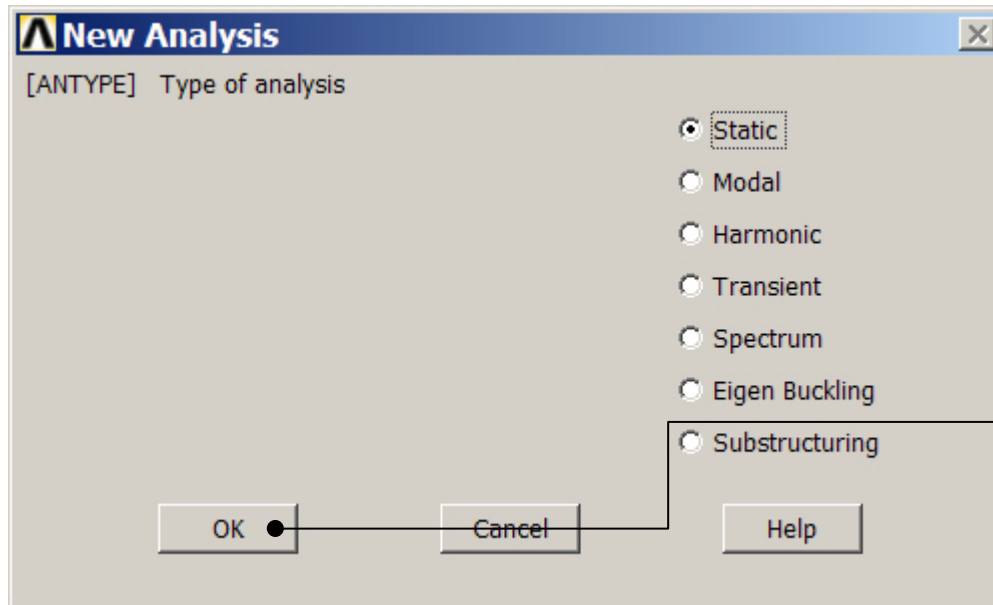 New Analysis
[ANTYPE] Type of analysis
Static
Modal
Harmonic
Transient
Spectrum
Eigen Buckling
Substructuring
OK Cancel Help